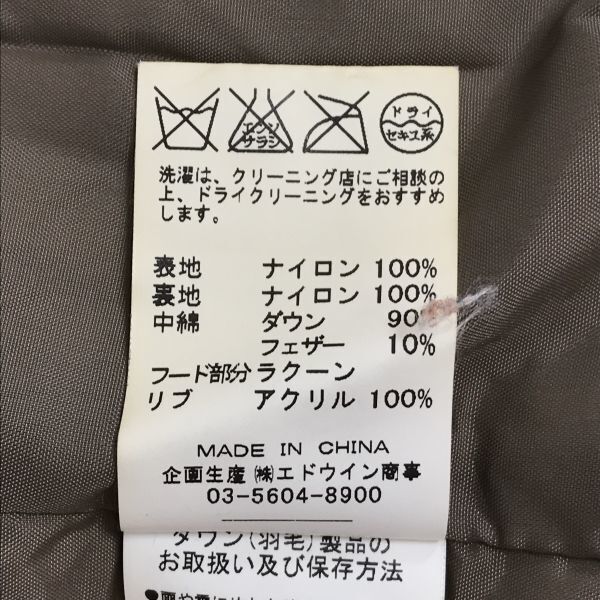 エンソ
サラシ
ドライ
セキユ系
洗濯は、クリーニング店にご相談の
上、ドライクリーニングをおすすめ
します。
表地 ナイロン 100%
裏地 ナイロン 100%
中綿 ダウン 90%
フェザー 10%
フード部分 ラクーン
リブ アクリル 100%
MADE IN CHINA
企画生産 ㈱エドウイン商事
03-5604-8900
ダウン(羽毛)製品の
お取扱い及び保存方法